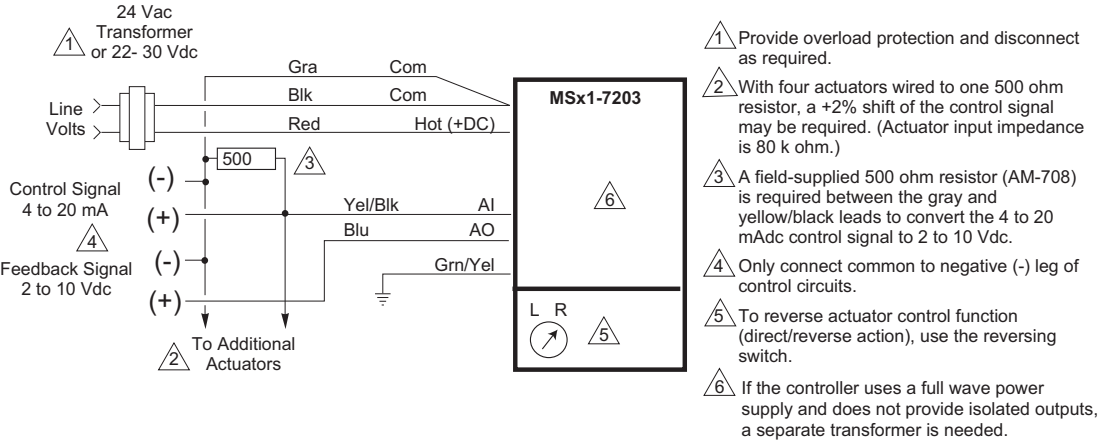 24 Vac
Transformer
or 22- 30 Vdc
1
Line
Volts
Gra Com
Blk Com
Red Hot (+DC)
500
3
Control Signal
4 to 20 mA
(-)
(+)
4
Feedback Signal
2 to 10 Vdc
(-)
(+)
Yel/Blk AI
Blu AO
Grn/Yel
2
To Additional
Actuators
MSx1-7203
6
L R
5
1 Provide overload protection and disconnect
as required.
2 With four actuators wired to one 500 ohm
resistor, a +2% shift of the control signal
may be required. (Actuator input impedance
is 80 k ohm.)
3 A field-supplied 500 ohm resistor (AM-708)
is required between the gray and
yellow/black leads to convert the 4 to 20
mAdc control signal to 2 to 10 Vdc.
4 Only connect common to negative (-) leg of
control circuits.
5 To reverse actuator control function
(direct/reverse action), use the reversing
switch.
6 If the controller uses a full wave power
supply and does not provide isolated outputs,
a separate transformer is needed.